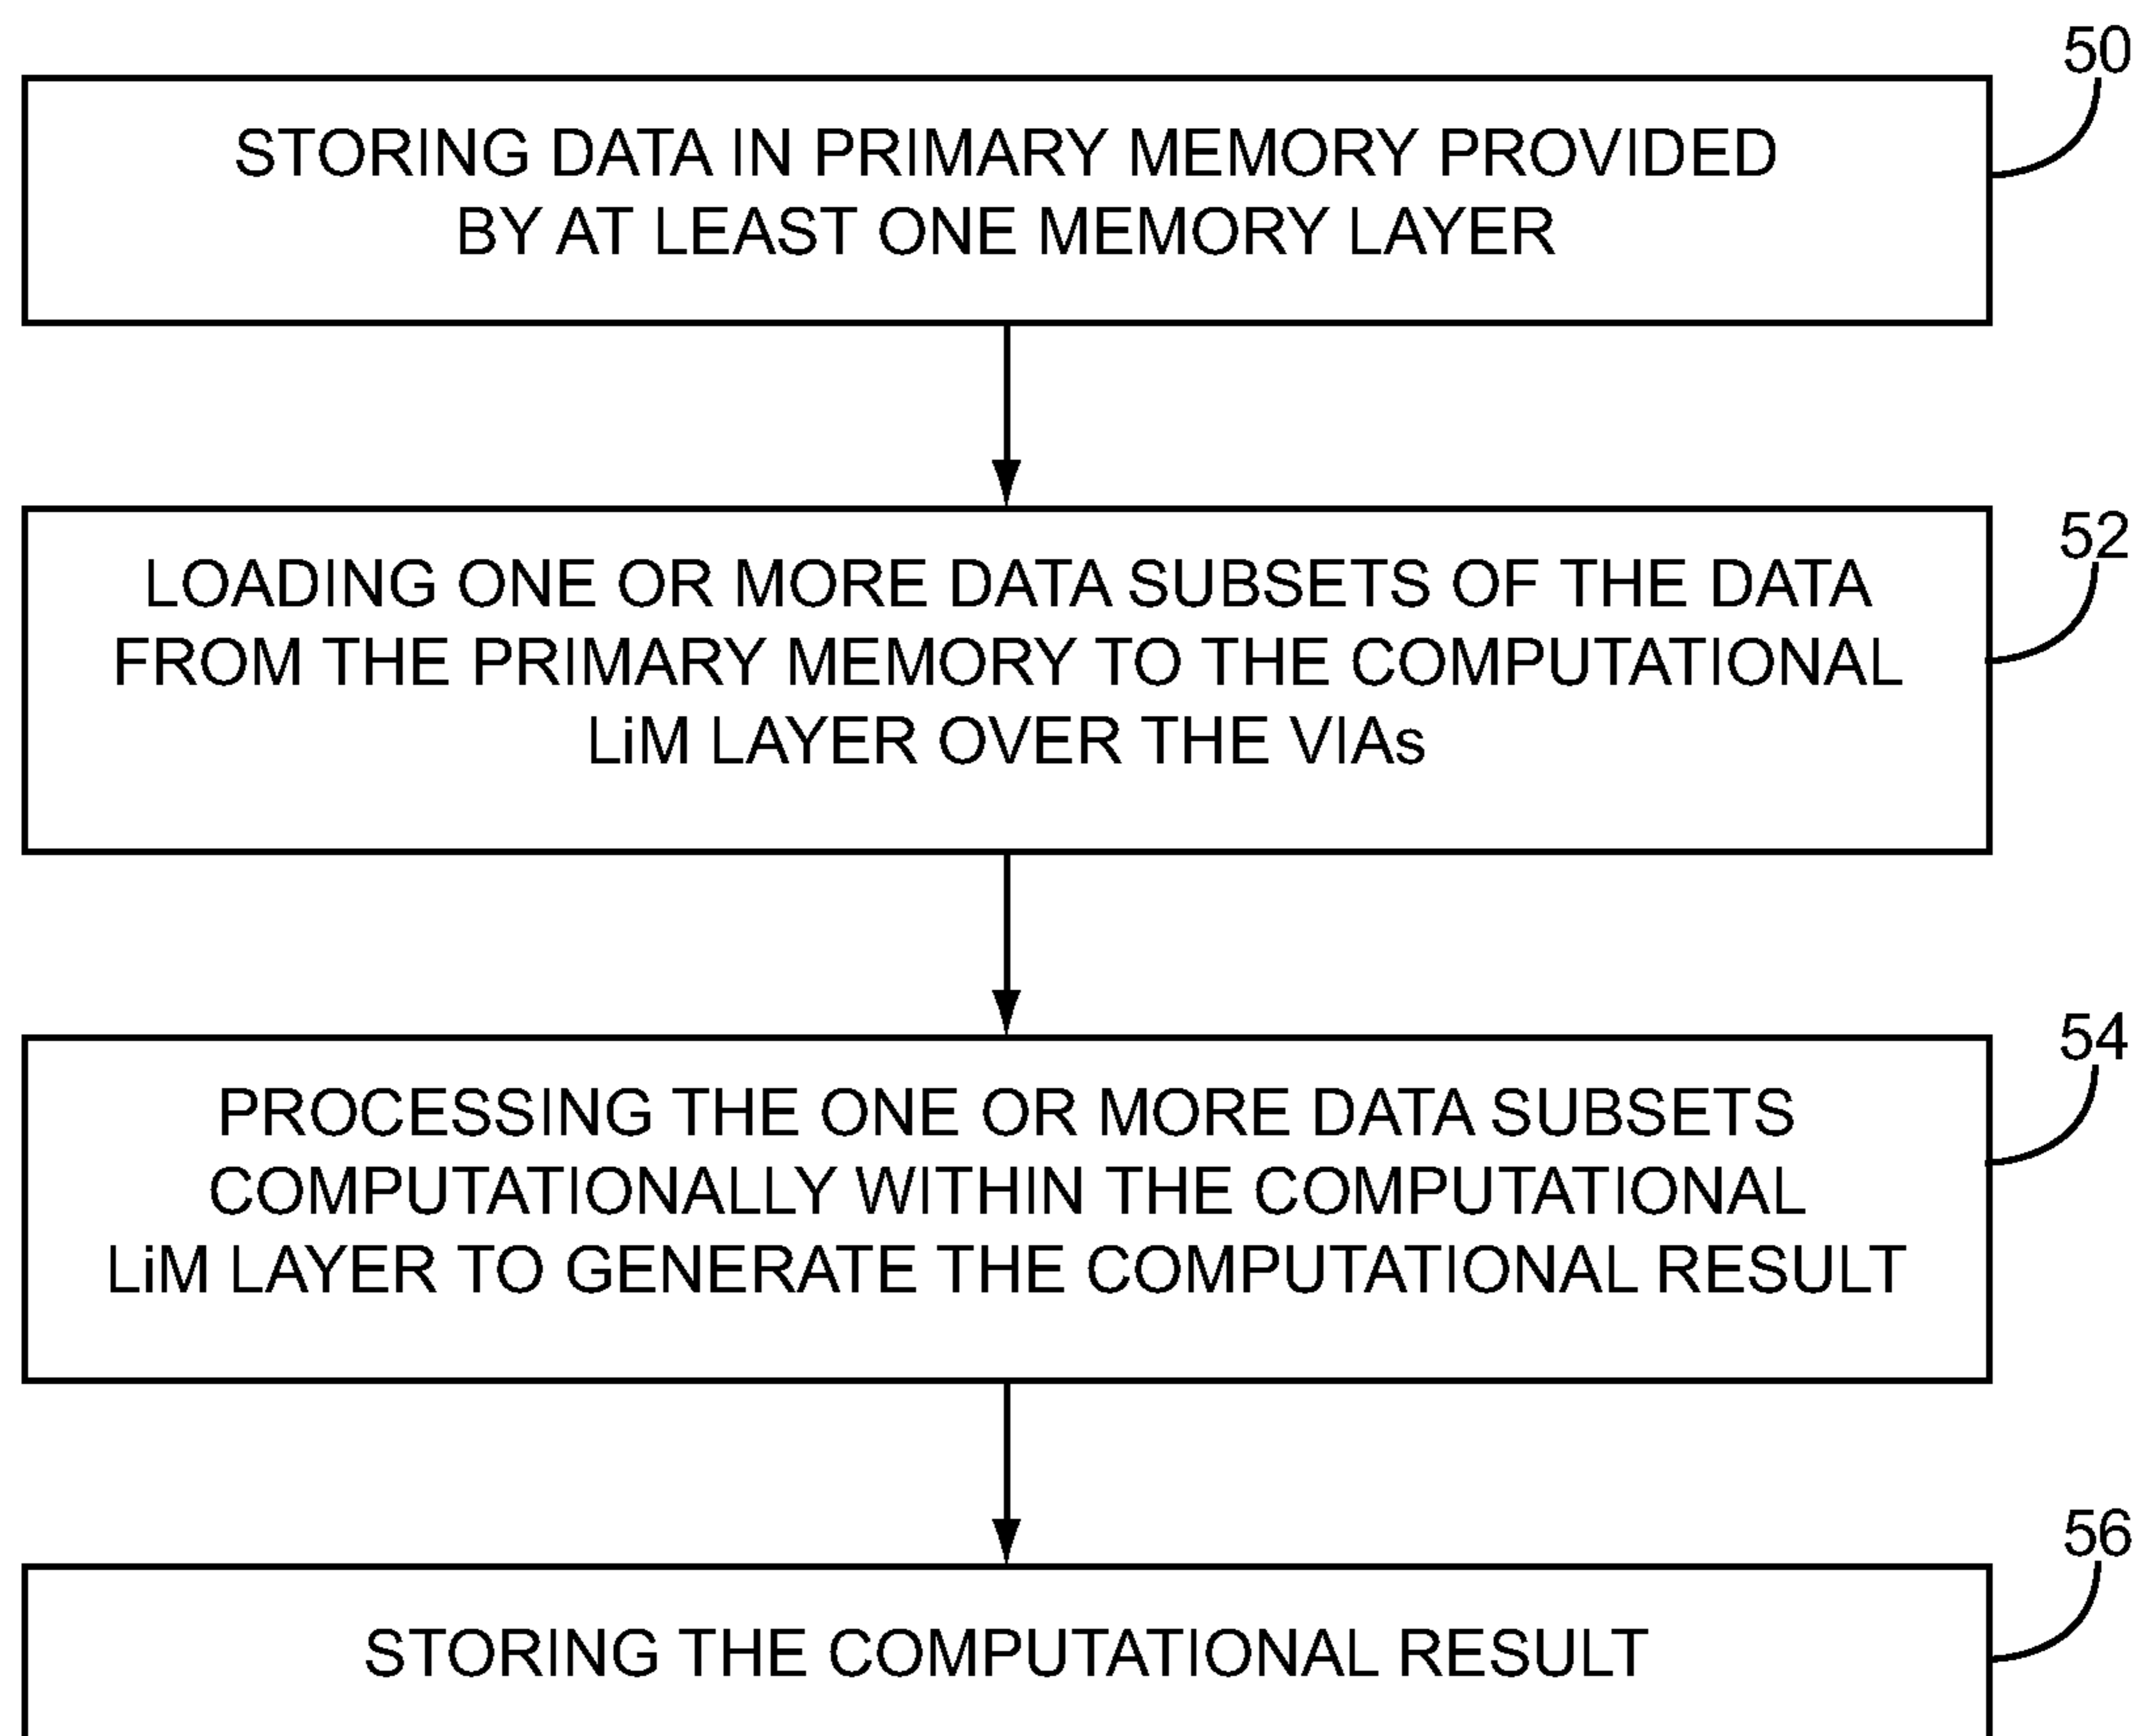 50
STORING DATA IN PRIMARY MEMORY PROVIDED
BY AT LEAST ONE MEMORY LAYER
52
LOADING ONE OR MORE DATA SUBSETS OF THE DATA
FROM THE PRIMARY MEMORY TO THE COMPUTATIONAL
LiM LAYER OVER THE VIAs
54
PROCESSING THE ONE OR MORE DATA SUBSETS
COMPUTATIONALLY WITHIN THE COMPUTATIONAL
LiM LAYER TO GENERATE THE COMPUTATIONAL RESULT
56
STORING THE COMPUTATIONAL RESULT